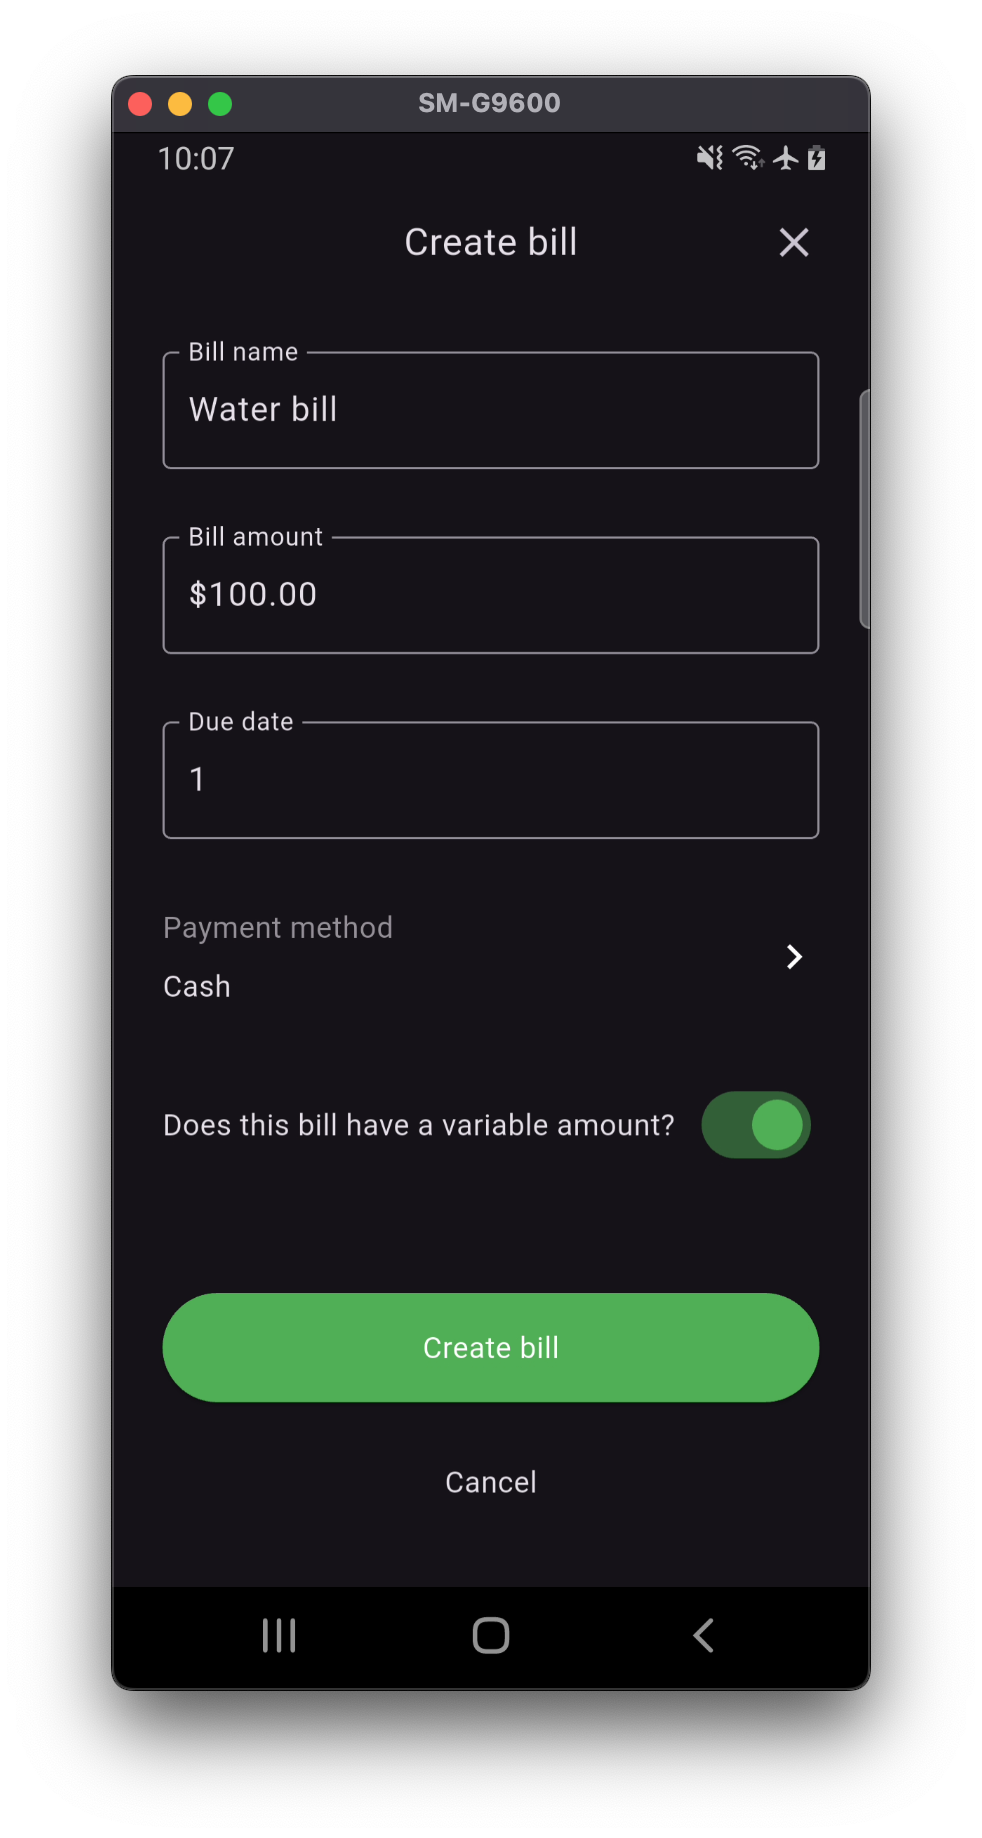 SM-G9600
10:07
Create bill
Bill name
Water bill
Bill amount
$100.00
Due date
1
Payment method
Cash
Does this bill have a variable amount?
Create bill
Cancel